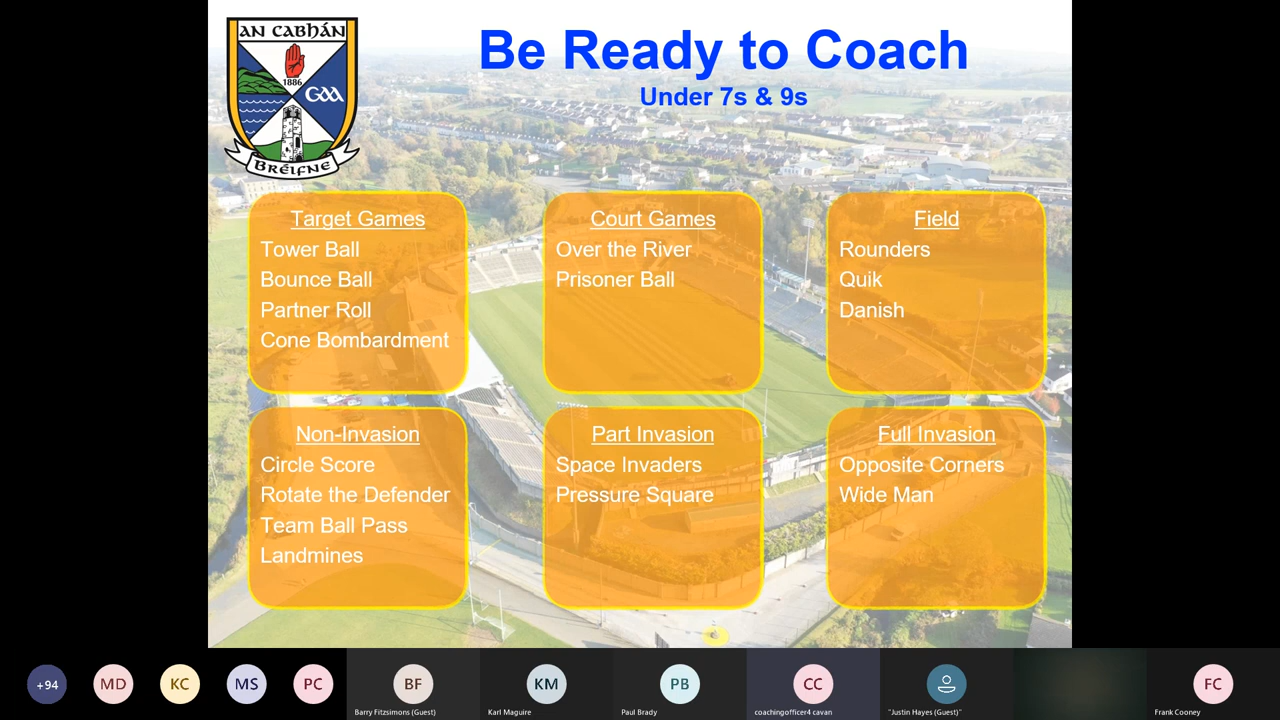 AN CABHÁN
1886
GAA
BRÉIFNE
Be Ready to Coach
Under 7s & 9s
Target Games
Tower Ball
Bounce Ball
Partner Roll
Cone Bombardment
Court Games
Over the River
Prisoner Ball
Field
Rounders
Quik
Danish
Non-Invasion
Circle Score
Rotate the Defender
Team Ball Pass
Landmines
Part Invasion
Space Invaders
Pressure Square
Full Invasion
Opposite Corners
Wide Man
+94
MD
KC
MS
PC
BF
Barry Fitzsimons (Guest)
KM
Karl Maguire
PB
Paul Brady
CC
coachingofficer4 cavan
"Justin Hayes (Guest)"
FC
Frank Cooney